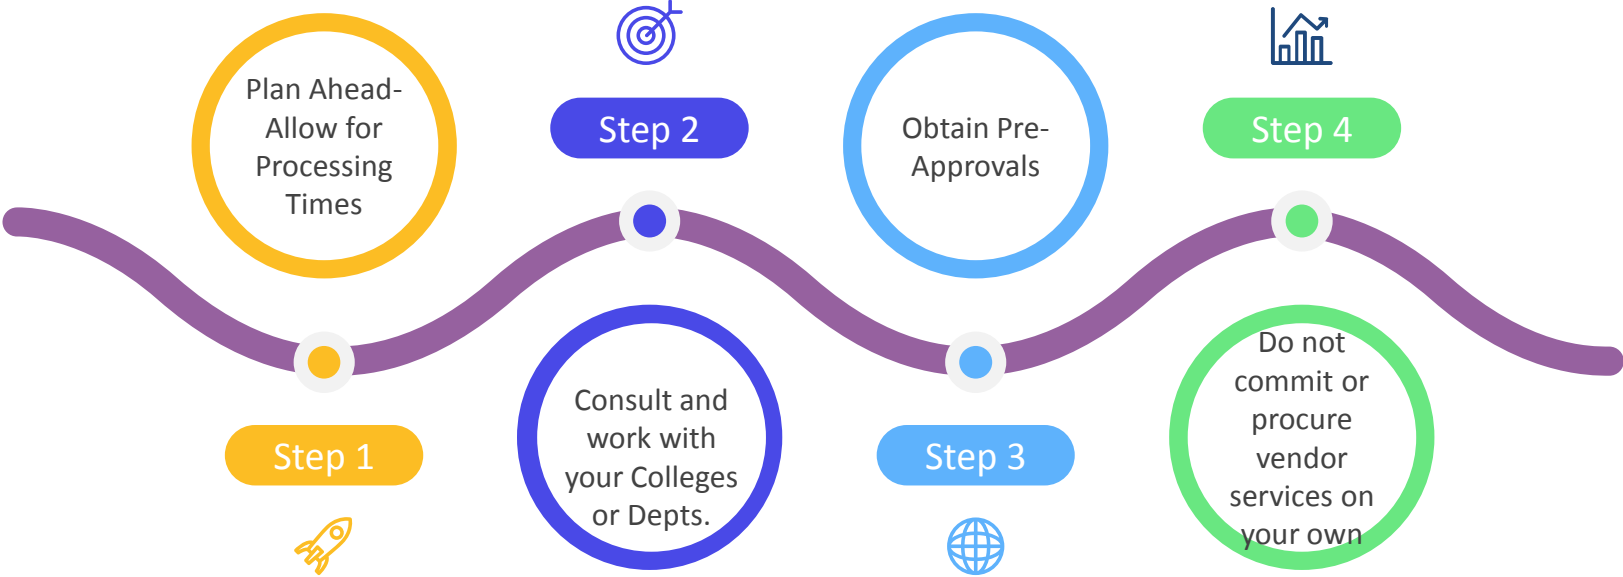 Plan Ahead-
Allow for
Processing
Times
Step 1
Step 2
Consult and
work with
your Colleges
or Depts.
Obtain Pre-
Approvals
Step 3
Step 4
Do not
commit or
procure
vendor
services on
your own